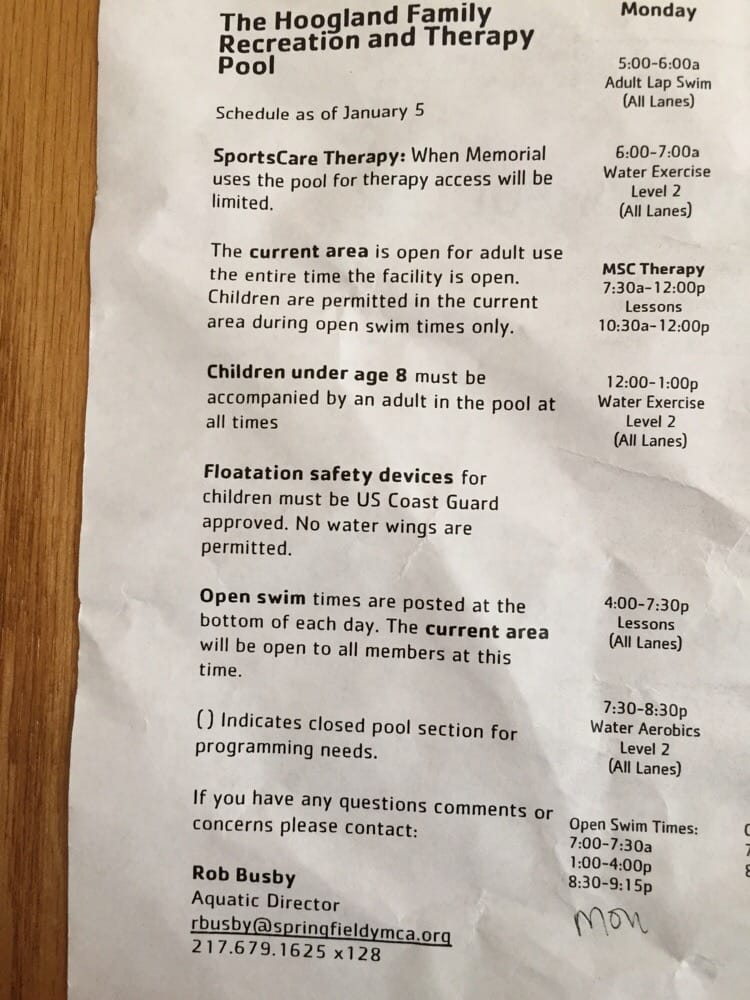 The Hoogland Family
Recreation and Therapy
Pool
Schedule as of January 5
SportsCare Therapy: When Memorial
uses the pool for therapy access will be
limited.
The current area is open for adult use
the entire time the facility is open.
Children are permitted in the current
area during open swim times only.
Children under age 8 must be
accompanied by an adult in the pool at
all times
Floatation safety devices for
children must be US Coast Guard
approved. No water wings are
permitted.
Open swim times are posted at the
bottom of each day. The current area
will be open to all members at this
time.
( ) Indicates closed pool section for
programming needs.
If you have any questions comments or
concerns please contact:
Rob Busby
Aquatic Director
rbusby@springfieldymca.org
217.679.1625 x128
Monday
5:00-6:00a
Adult Lap Swim
(All Lanes)
6:00-7:00a
Water Exercise
Level 2
(All Lanes)
MSC Therapy
7:30a-12:00p
Lessons
10:30a-12:00p
12:00-1:00p
Water Exercise
Level 2
(All Lanes)
4:00-7:30p
Lessons
(All Lanes)
7:30-8:30p
Water Aerobics
Level 2
(All Lanes)
Open Swim Times:
7:00-7:30a
1:00-4:00p
8:30-9:15p
Mon